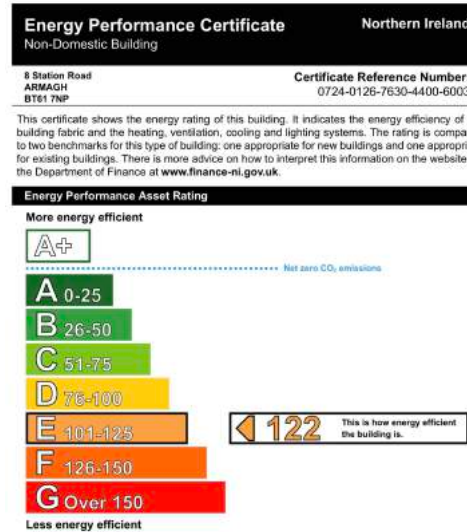 Energy Performance Certificate
Northern Ireland
Non-Domestic Building
8 Station Road
ARMAGH
BT61 7NP
Certificate Reference Number
0724-0126-7630-4400-6003
This certificate shows the energy rating of this building. It indicates the energy efficiency of
building fabric and the heating, ventilation, cooling and lighting systems. The rating is compa
to two benchmarks for this type of building: one appropriate for new buildings and one appropri
for existing buildings. There is more advice on how to interpret this information on the website
the Department of Finance at www.finance-ni.gov.uk.
Energy Performance Asset Rating
More energy efficient
A+
Net zero CO₂ emissions
A 0-25
B 26-50
C 51-75
D 76-100
E 101-125
122
This is how energy efficient
the building is.
F 126-150
G Over 150
Less energy efficient